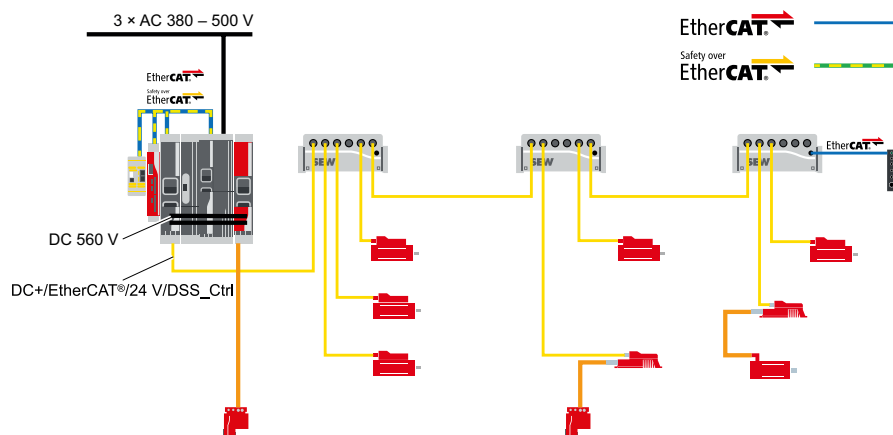 3 × AC 380 – 500 V
EtherCAT®
Safety over
EtherCAT®
EtherCAT®
Safety over
EtherCAT®
SEW
SEW
SEW
EtherCAT®
DC 560 V
DC+/EtherCAT®/24 V/DSS_Ctrl